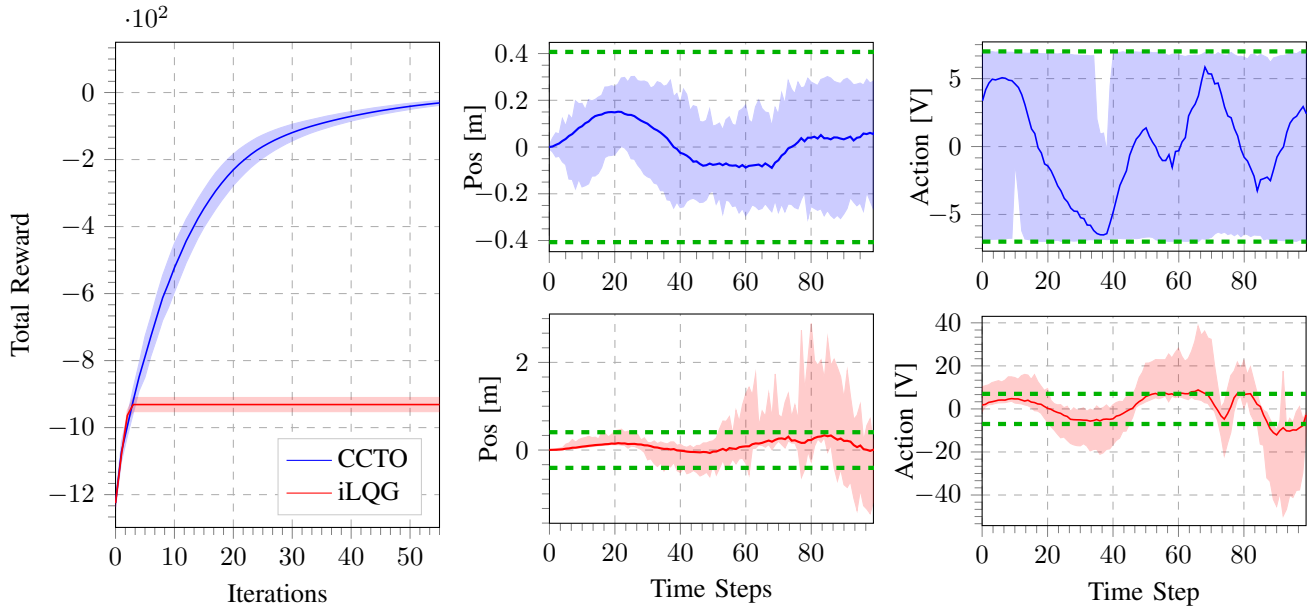 ·10²
0
−2
−4
−6
−8
−10
−12
0 10 20 30 40 50
Total Reward
Iterations
CCTO
iLQG
0.4
0.2
0
−0.2
−0.4
0 20 40 60 80
Pos [m]
5
0
−5
0 20 40 60 80
Action [V]
2
0
0 20 40 60 80
Pos [m]
Time Steps
40
20
0
−20
−40
0 20 40 60 80
Action [V]
Time Step